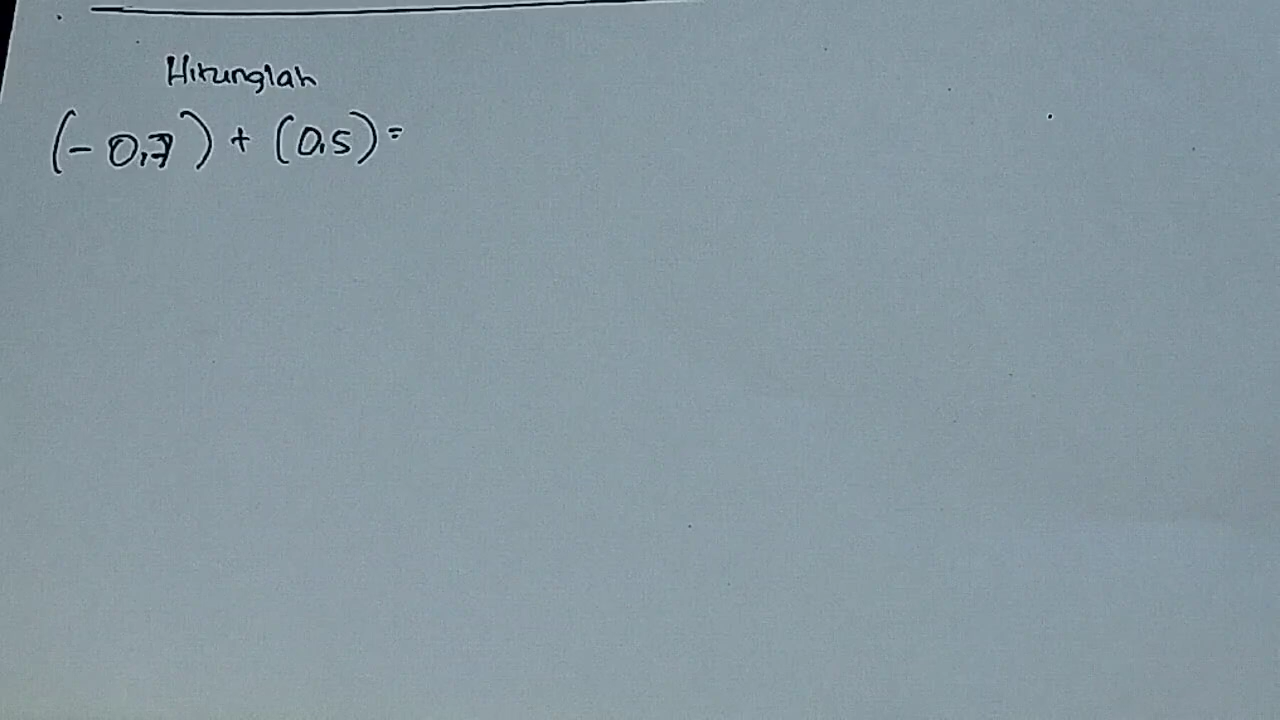 Hitunglah
(- 0,7) + (0,5) =